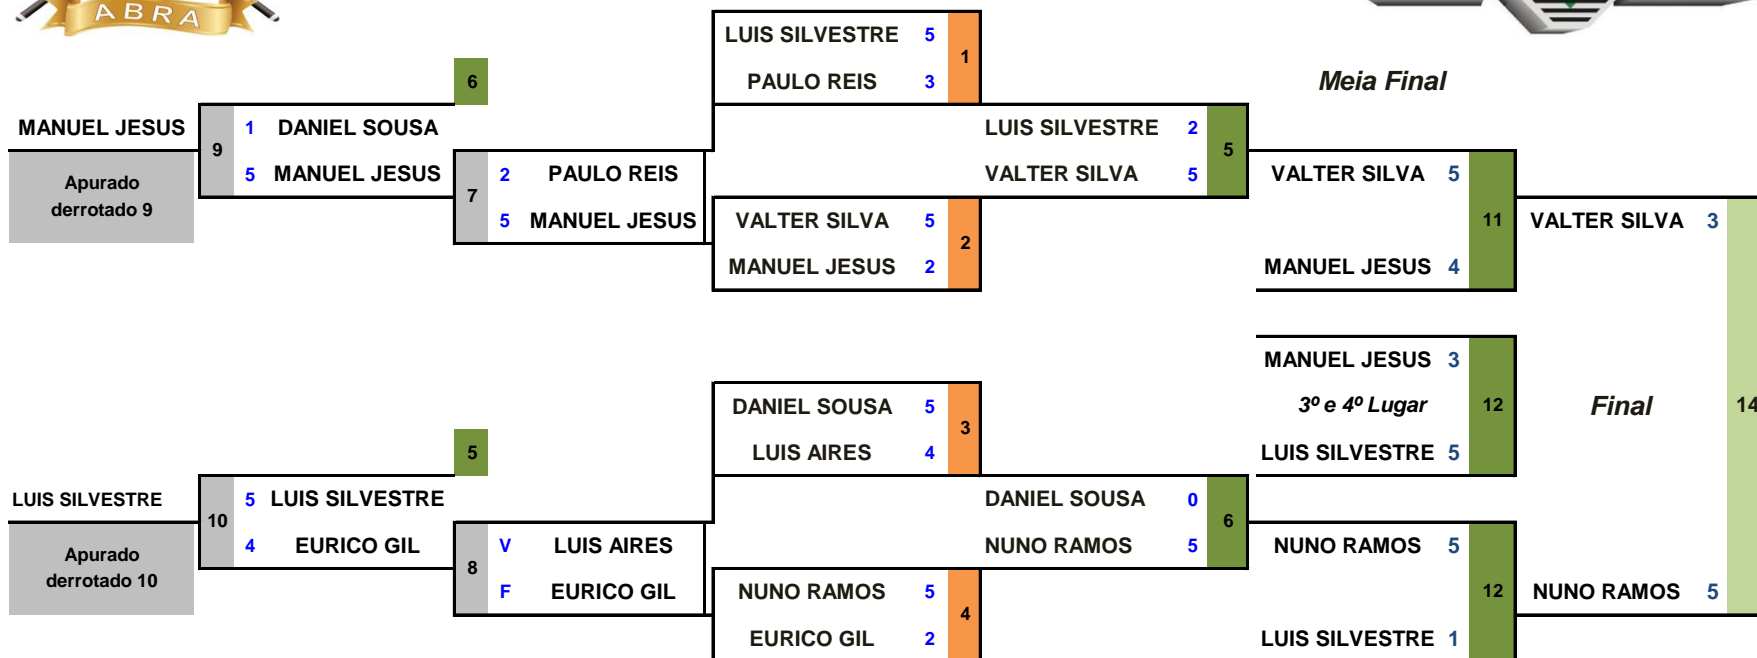 ABRA
LUIS SILVESTRE 5
1
PAULO REIS 3
6
Meia Final
MANUEL JESUS
9
1 DANIEL SOUSA
5 MANUEL JESUS
Apurado
derrotado 9
7
2 PAULO REIS
5 MANUEL JESUS
LUIS SILVESTRE 2
5
VALTER SILVA 5
VALTER SILVA 5
2
MANUEL JESUS 2
VALTER SILVA 5
11
MANUEL JESUS 4
VALTER SILVA 3
MANUEL JESUS 3
3º e 4º Lugar
12
LUIS SILVESTRE 5
Final
14
DANIEL SOUSA 5
3
LUIS AIRES 4
5
LUIS SILVESTRE
10
5 LUIS SILVESTRE
4 EURICO GIL
Apurado
derrotado 10
8
V LUIS AIRES
F EURICO GIL
DANIEL SOUSA 0
6
NUNO RAMOS 5
NUNO RAMOS 5
4
EURICO GIL 2
NUNO RAMOS 5
12
LUIS SILVESTRE 1
NUNO RAMOS 5